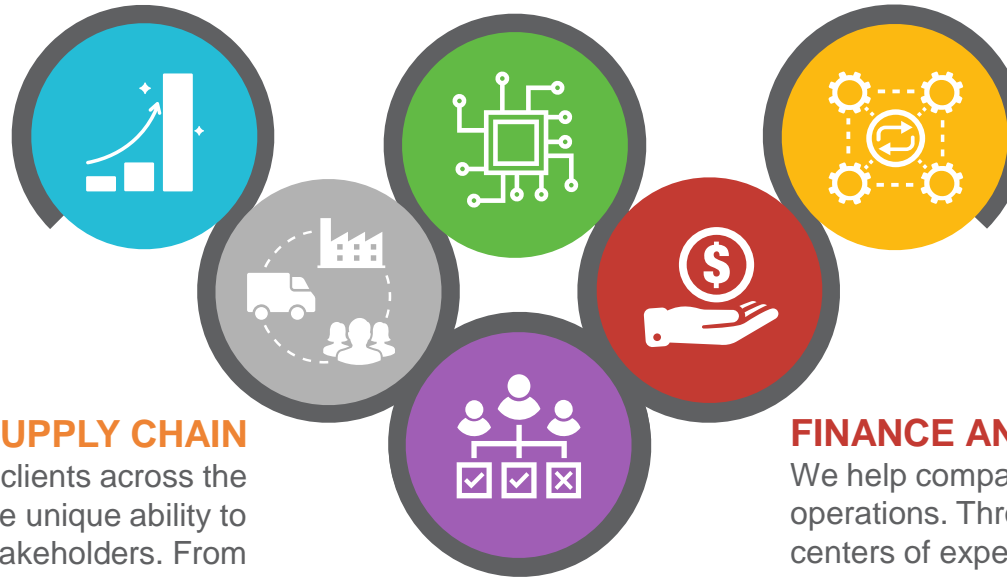 UPPLY CHAIN
clients across the
e unique ability to
akeholders. From
FINANCE AN
We help compa
operations. Thro
centers of expe
$